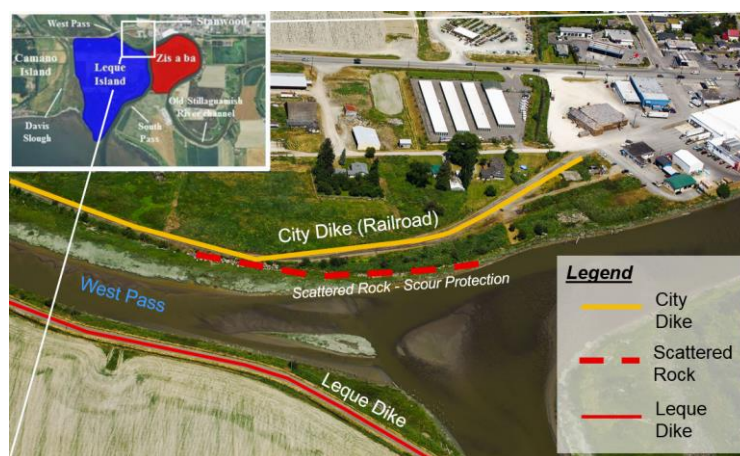 West Pass
Stanwood
Camano
Island
Leque
Island
Zis a ba
Old Stillaguamish
River channel
Davis
Slough
South
Pass
City Dike (Railroad)
Scattered Rock - Scour Protection
West Pass
Leque Dike
Legend
City
Dike
Scattered
Rock
Leque
Dike